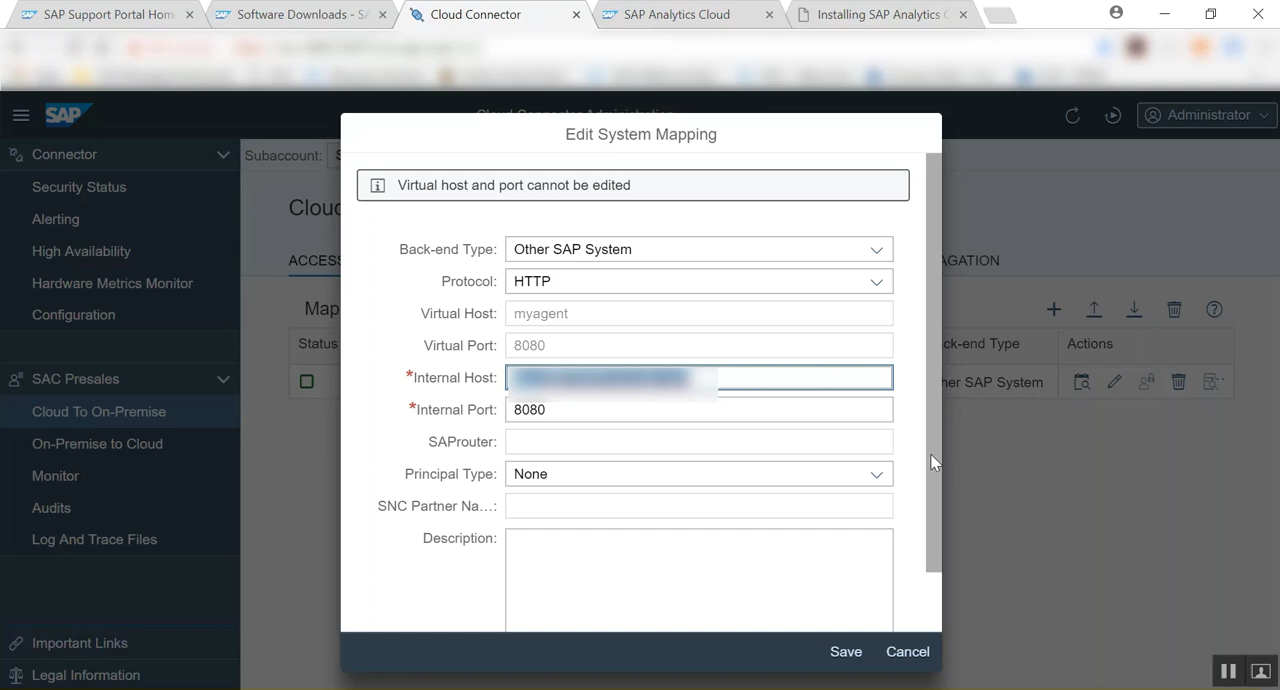 SAP Support Portal Hom
Software Downloads - S
Cloud Connector
SAP Analytics Cloud
Installing SAP Analytics C
SAP
Cloud Connector Administration
Administrator
Connector
Security Status
Alerting
High Availability
Hardware Metrics Monitor
Configuration
SAC Presales
Cloud To On-Premise
On-Premise to Cloud
Monitor
Audits
Log And Trace Files
Important Links
Legal Information
Subaccount: S
Cloud
ACCESS
AGATION
Map
Status
ck-end Type
Actions
her SAP System
Edit System Mapping
Virtual host and port cannot be edited
Back-end Type: Other SAP System
Protocol: HTTP
Virtual Host: myagent
Virtual Port: 8080
*Internal Host:
*Internal Port: 8080
SAProuter:
Principal Type: None
SNC Partner Na...:
Description:
Save Cancel